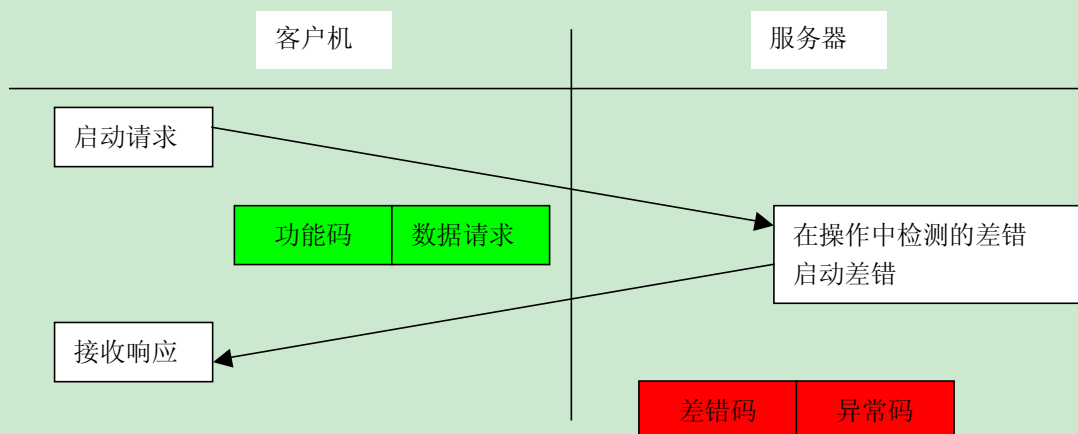 客户机
服务器
启动请求
功能码
数据请求
在操作中检测的差错
启动差错
接收响应
差错码
异常码